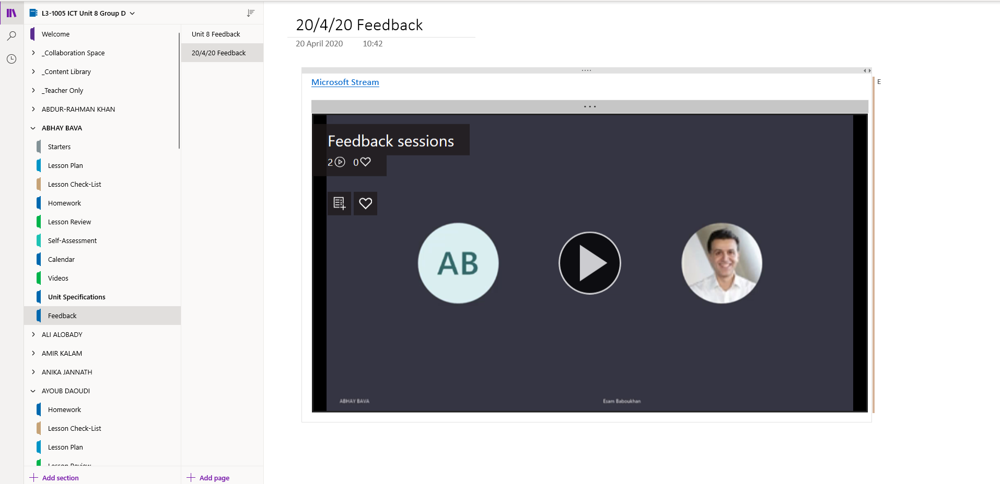 L3-1005 ICT Unit 8 Group D
Welcome
_Collaboration Space
_Content Library
_Teacher Only
ABDUR-RAHMAN KHAN
ABHAY BAVA
Starters
Lesson Plan
Lesson Check-List
Homework
Lesson Review
Self-Assessment
Calendar
Videos
Unit Specifications
Feedback
ALI ALOBADY
AMIR KALAM
ANIKA JANNATH
AYOUB DAOUDI
Homework
Lesson Check-List
Lesson Plan
Lesson Review
Add section
Unit 8 Feedback
20/4/20 Feedback
Add page
20/4/20 Feedback
20 April 2020 10:42
Microsoft Stream
E
Feedback sessions
2 0
AB
ABHAY BAVA Esam Baboukhan